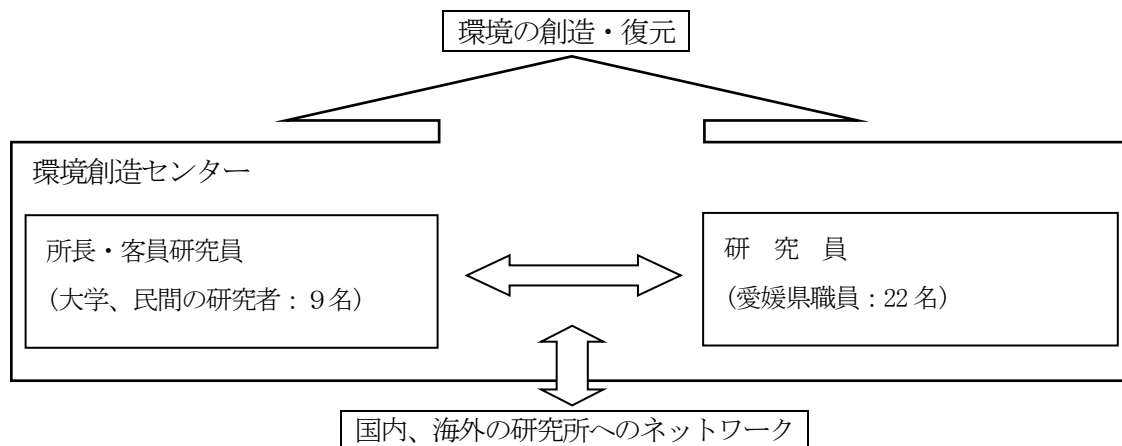 環境の創造・復元
環境創造センター
所長・客員研究員
(大学、民間の研究者：９名)
研　究　員
(愛媛県職員：22 名)
国内、海外の研究所へのネットワーク